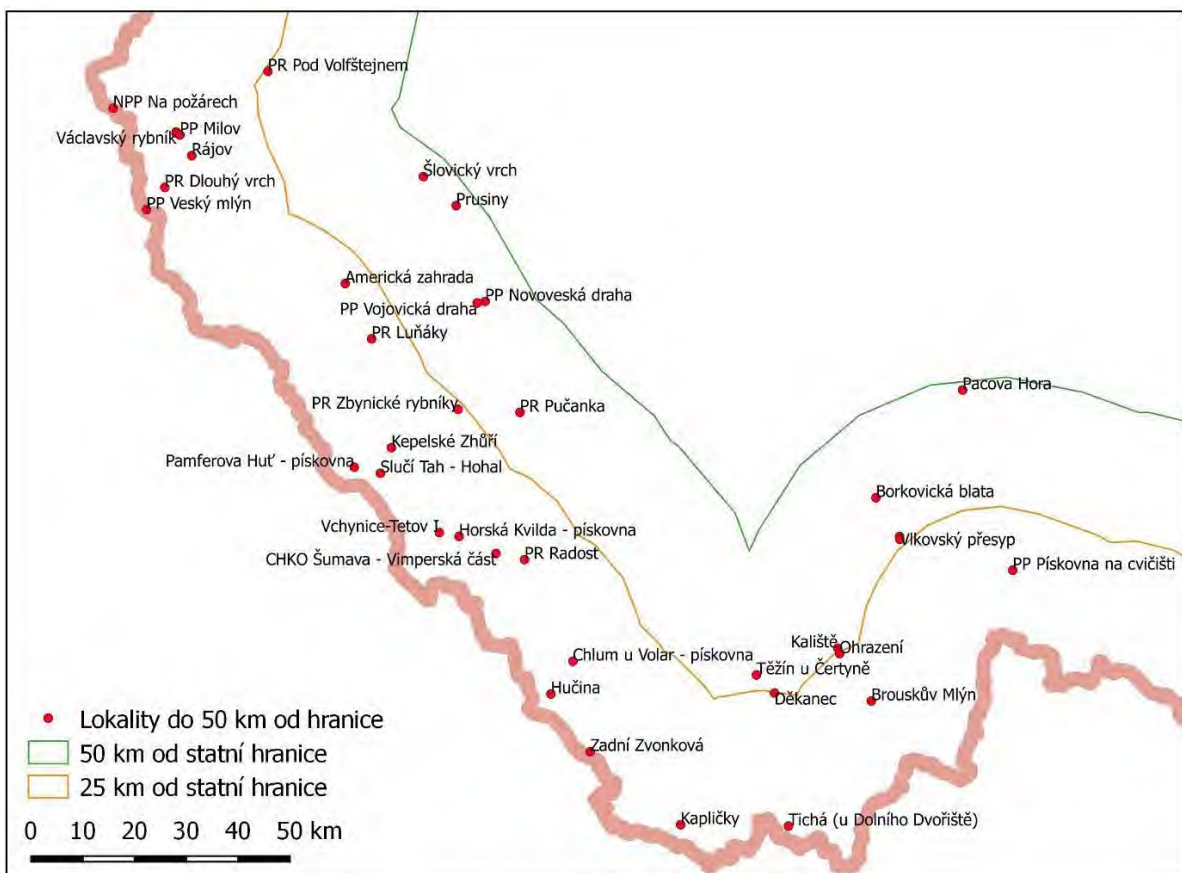 PR Pod Volfštejnem
NPP Na požárech
PP Milov
Václavský rybník
Rájov
Šlovický vrch
PR Dlouhý vrch
Prusiny
PP Veský mlýn
Americká zahrada
PP Novoveská draha
PP Vojovická draha
PR Luňáky
Pacova Hora
PR Zbynické rybníky
PR Pučanka
Kepelské Zhůří
Pamferova Huť - pískovna
Slučí Tah - Hohal
Borkovická blata
Vchynice-Tetov I
Horská Kvilda - pískovna
Vlkovský přesyp
CHKO Šumava - Vimperská část
PR Radost
PP Pískovna na cvičišti
Kaliště
Ohrazení
Chlum u Volar - pískovna
Těžín u Čertyně
Hučina
Děkanec
Brouskův Mlýn
Zadní Zvonková
Kapličky
Tichá (u Dolního Dvořiště)
Lokality do 50 km od hranice
50 km od statní hranice
25 km od statní hranice
0 10 20 30 40 50 km